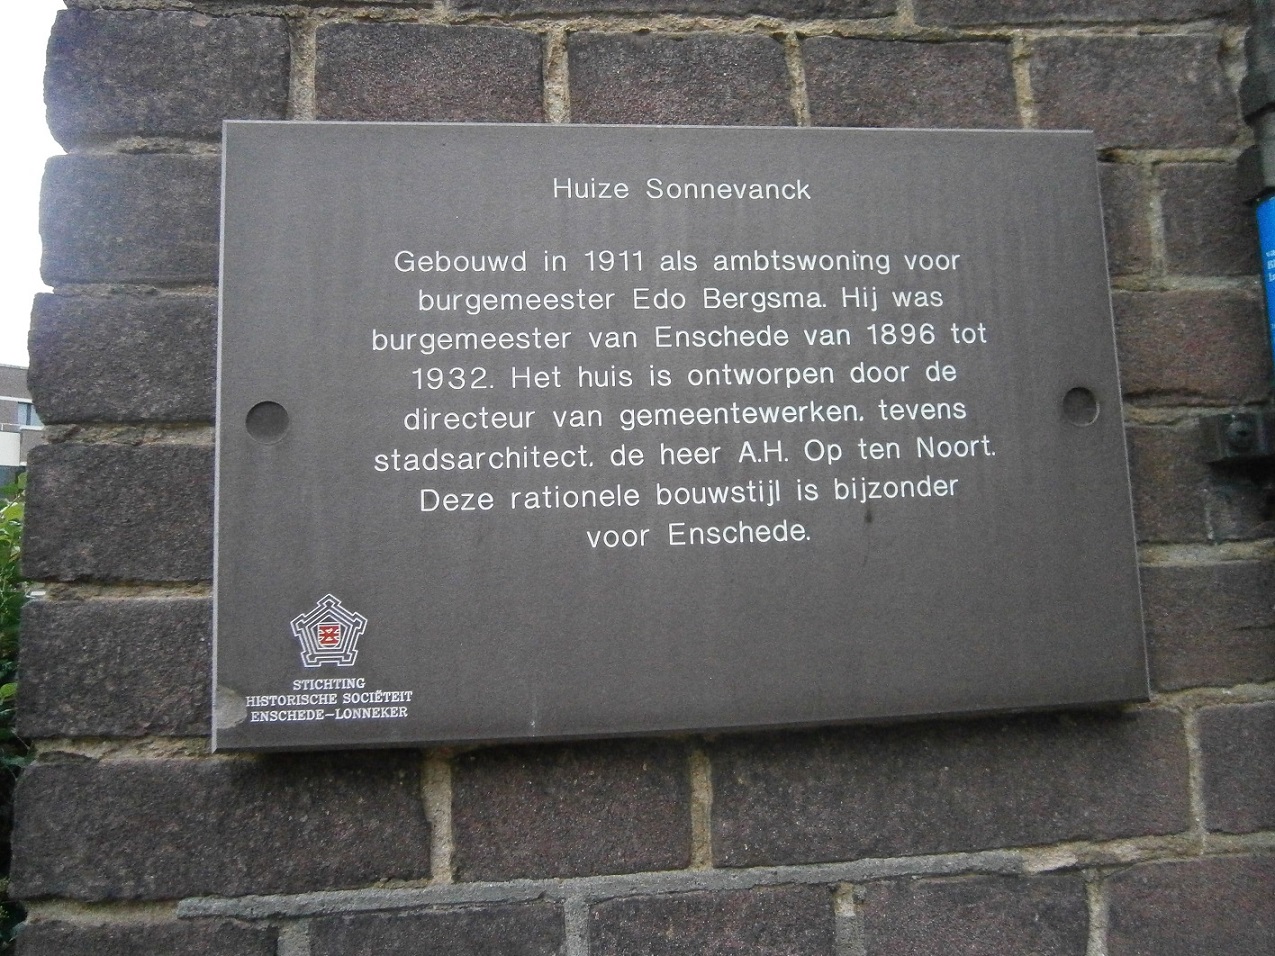 Huize Sonnevanck
Gebouwd in 1911 als ambtswoning voor
burgemeester Edo Bergsma. Hij was
burgemeester van Enschede van 1896 tot
1932. Het huis is ontworpen door de
directeur van gemeentewerken, tevens
stadsarchitect, de heer A.H. Op ten Noort.
Deze rationele bouwstijl is bijzonder
voor Enschede.
STICHTING
HISTORISCHE SOCIËTEIT
ENSCHEDE-LONNEKER